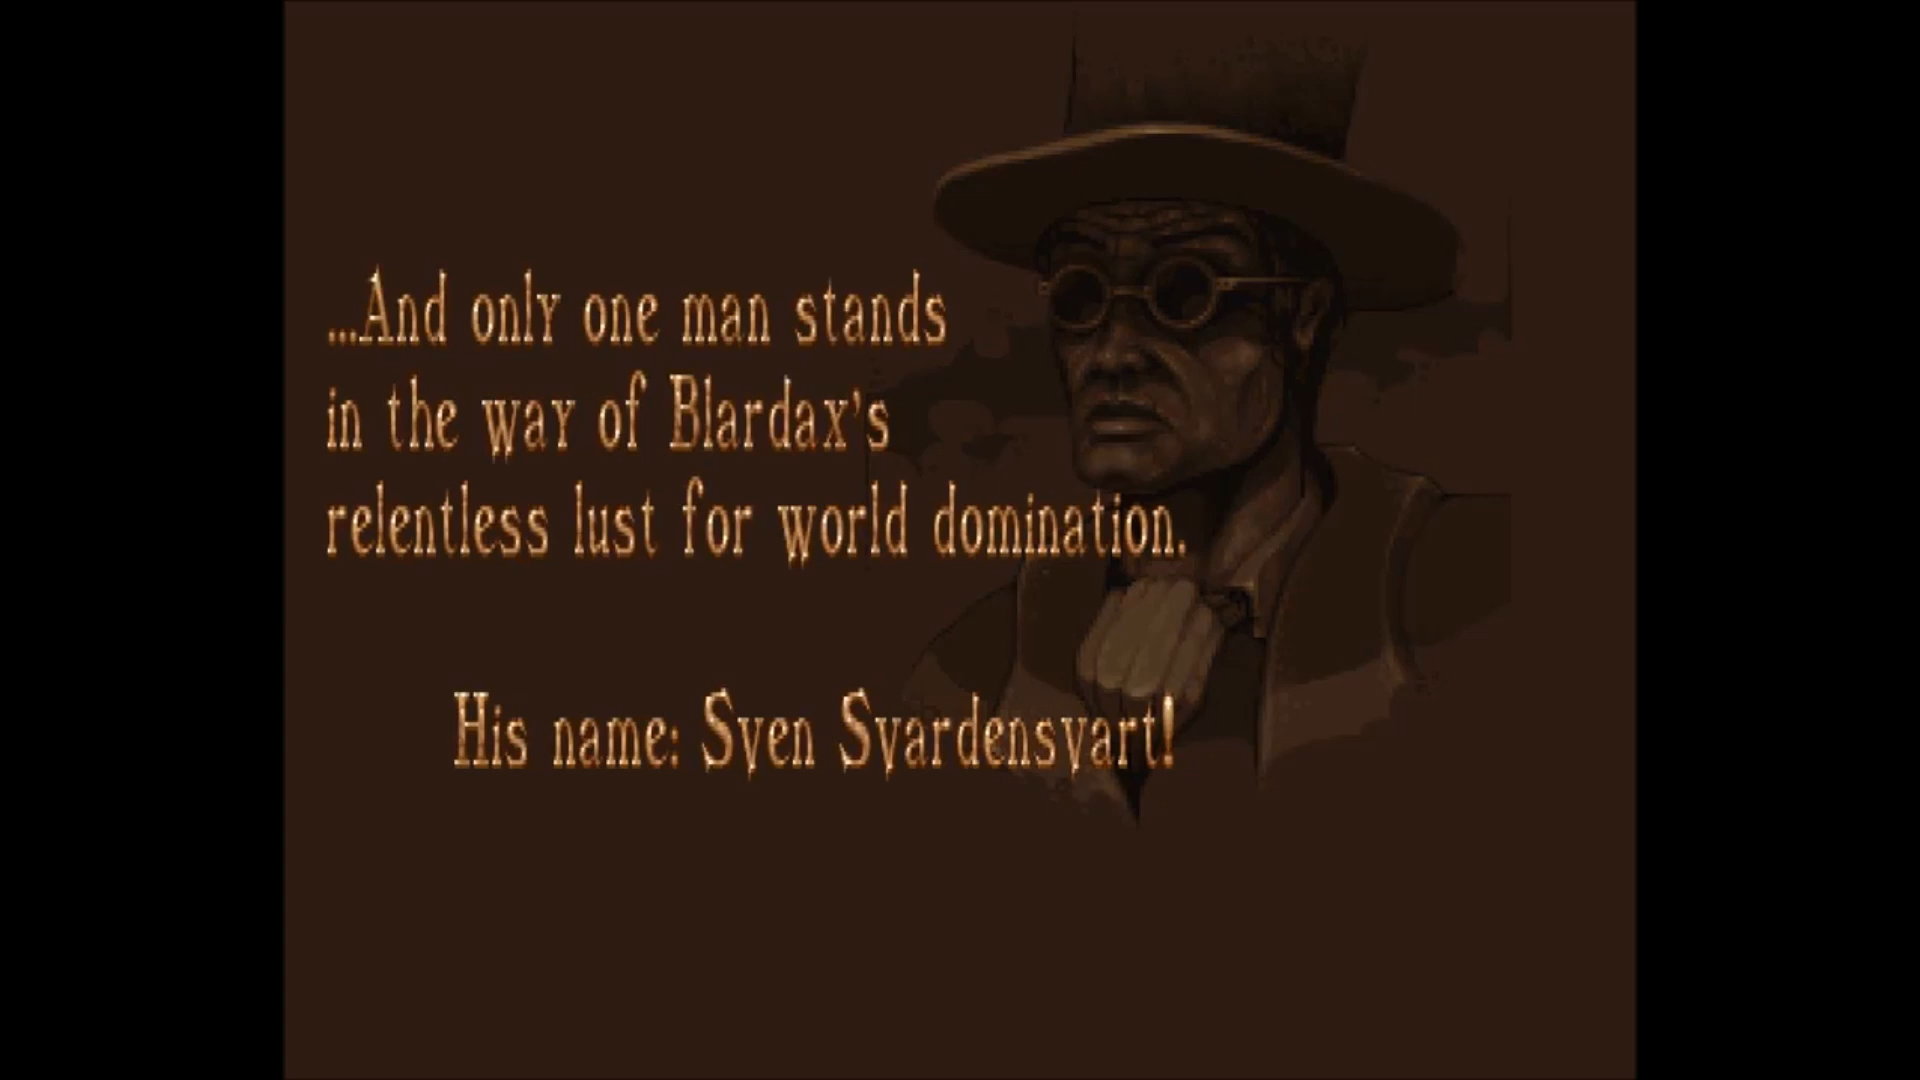 ...And only one man stands
in the way of Blardax's
relentless lust for world domination.
His name: Sven Svardensvart!